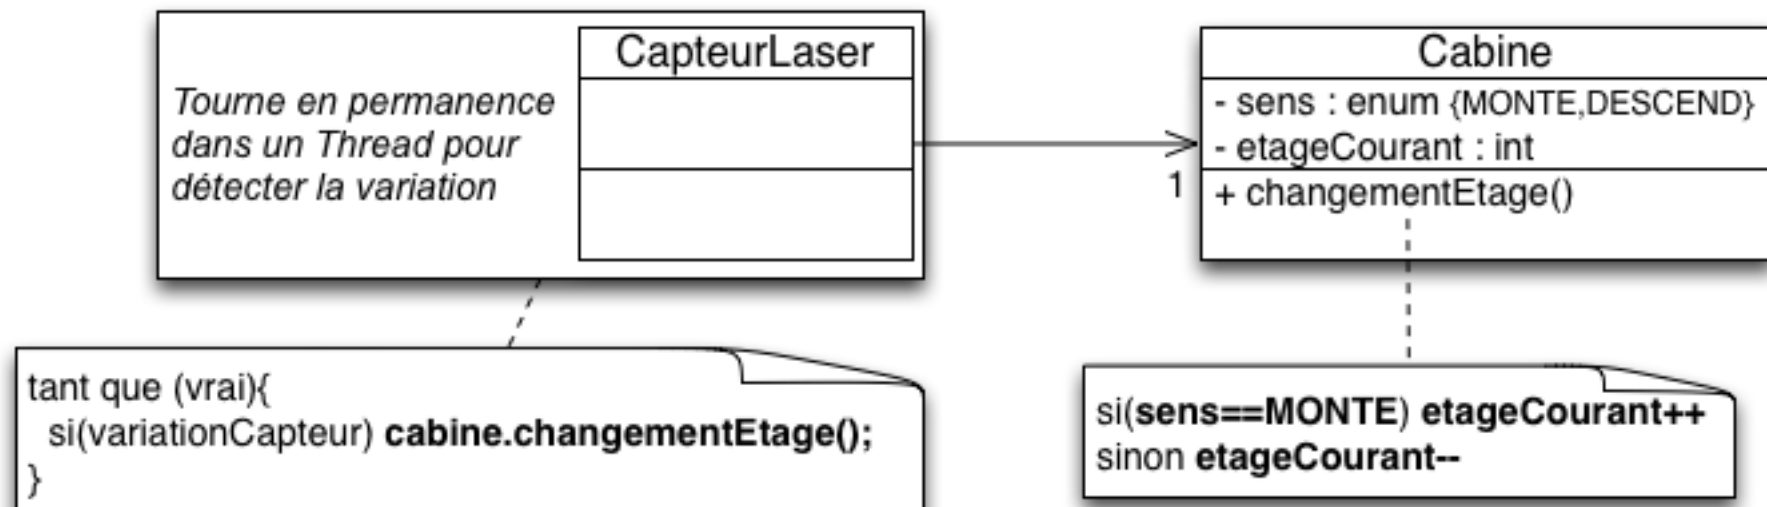 CapteurLaser
Tourne en permanence
dans un Thread pour
détecter la variation
Cabine
- sens : enum {MONTE,DESCEND}
- etageCourant : int
1
+ changementEtage()
tant que (vrai){
si(variationCapteur) cabine.changementEtage();
}
si(sens==MONTE) etageCourant++
sinon etageCourant--